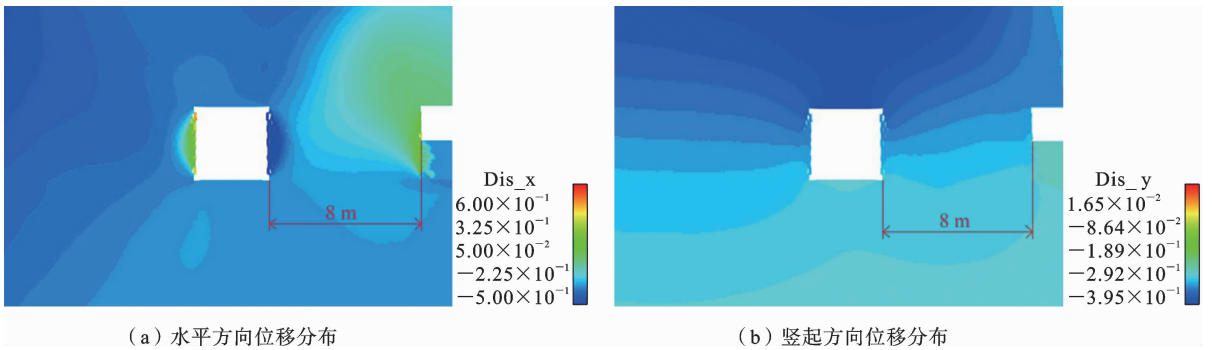 8 m
Dis_x
6.00×10⁻¹
3.25×10⁻¹
5.00×10⁻²
−2.25×10⁻¹
−5.00×10⁻¹
(a)水平方向位移分布
8 m
Dis_y
1.65×10⁻²
−8.64×10⁻²
−1.89×10⁻¹
−2.92×10⁻¹
−3.95×10⁻¹
(b)竖起方向位移分布